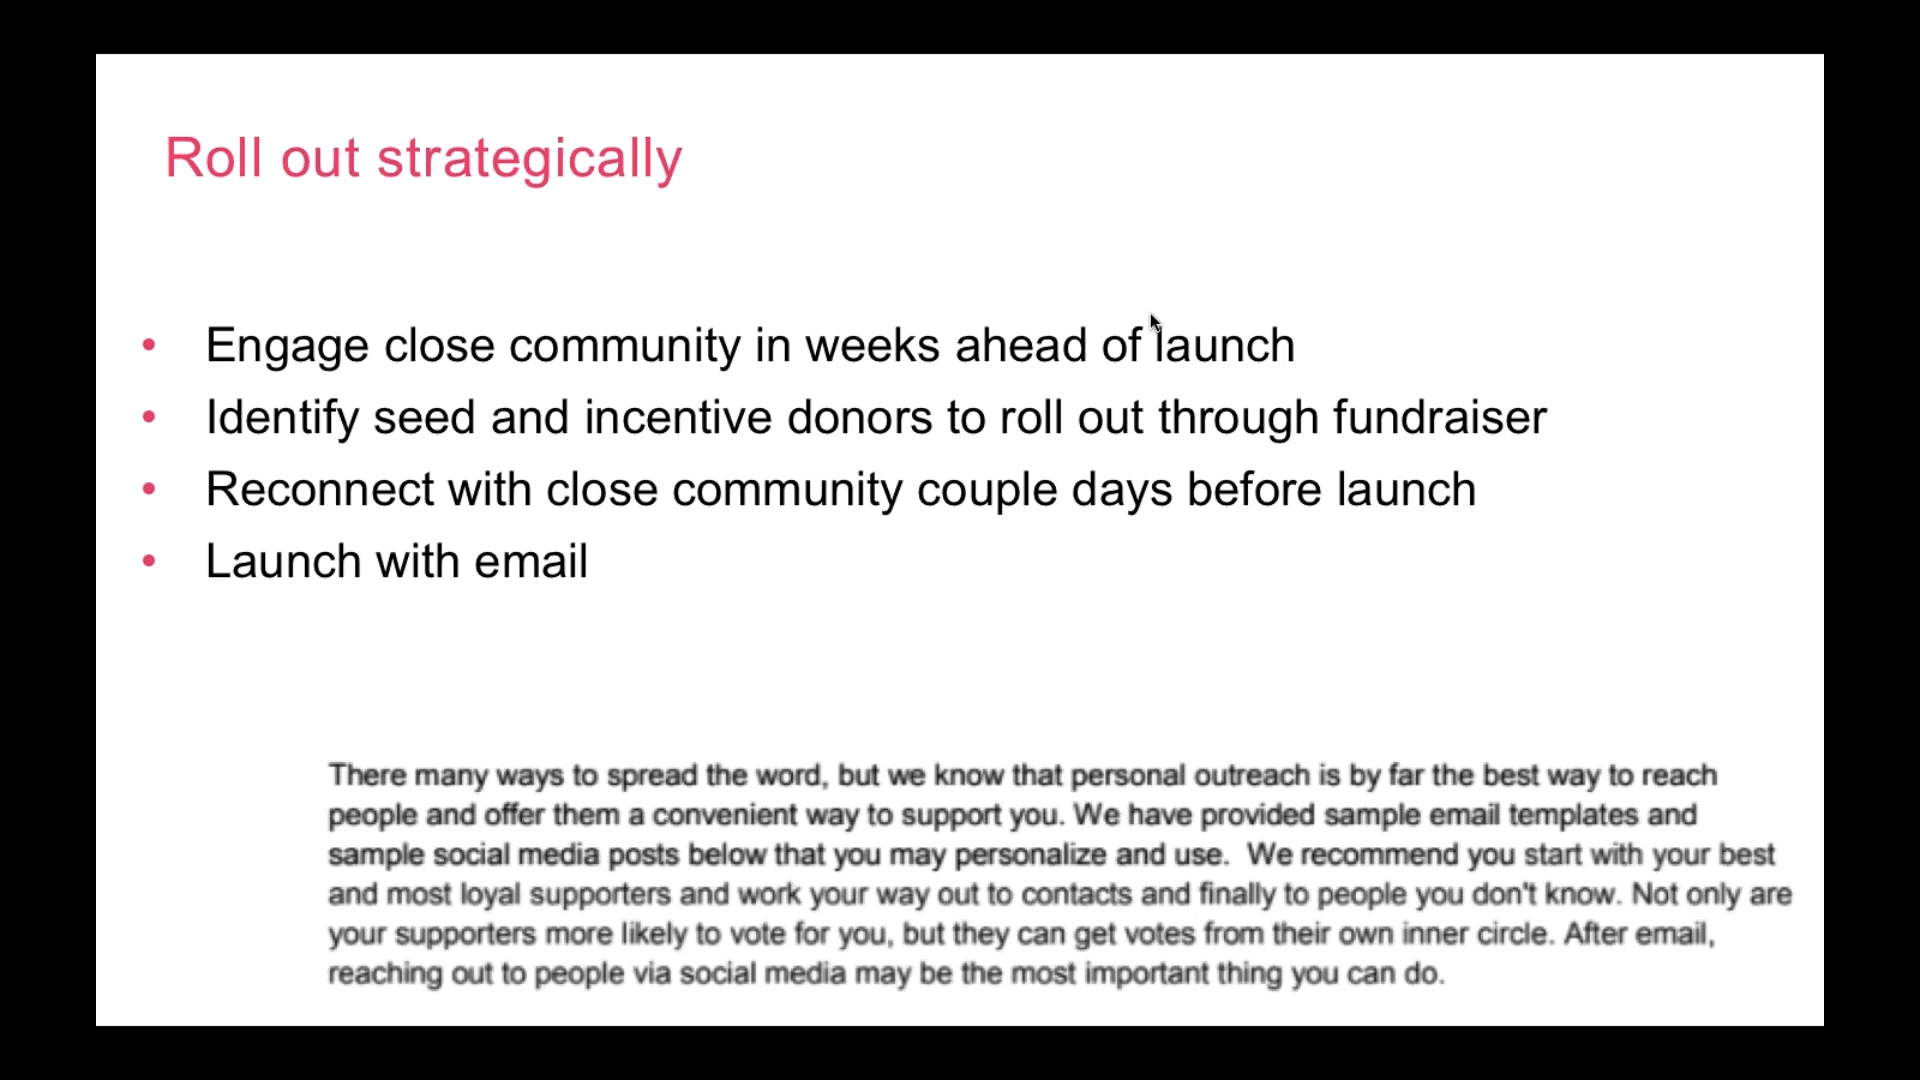 Roll out strategically
• Engage close community in weeks ahead of launch
• Identify seed and incentive donors to roll out through fundraiser
• Reconnect with close community couple days before launch
• Launch with email
There many ways to spread the word, but we know that personal outreach is by far the best way to reach
people and offer them a convenient way to support you. We have provided sample email templates and
sample social media posts below that you may personalize and use.  We recommend you start with your best
and most loyal supporters and work your way out to contacts and finally to people you don't know. Not only are
your supporters more likely to vote for you, but they can get votes from their own inner circle. After email,
reaching out to people via social media may be the most important thing you can do.